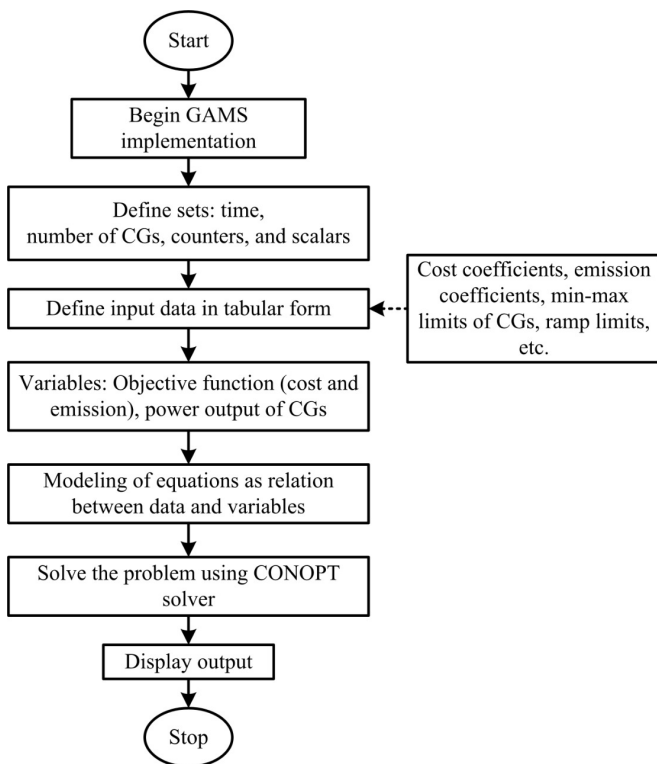 Start
Begin GAMS
implementation
Define sets: time,
number of CGs, counters, and scalars
Define input data in tabular form
Cost coefficients, emission
coefficients, min-max
limits of CGs, ramp limits,
etc.
Variables: Objective function (cost and
emission), power output of CGs
Modeling of equations as relation
between data and variables
Solve the problem using CONOPT
solver
Display output
Stop